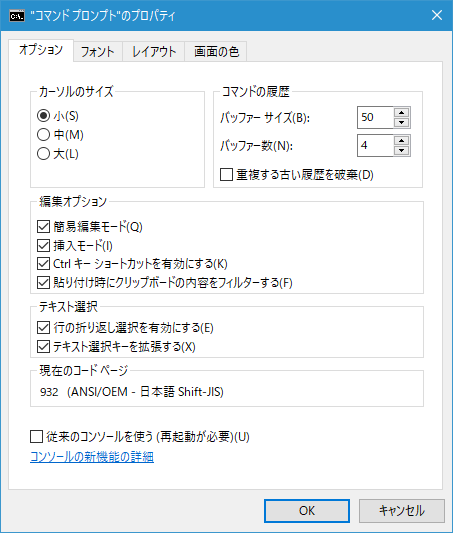 "コマンド プロンプト"のプロパティ
オプション フォント レイアウト 画面の色
カーソルのサイズ
小(S)
中(M)
大(L)
コマンドの履歴
バッファー サイズ(B): 50
バッファー数(N): 4
重複する古い履歴を破棄(D)
編集オプション
簡易編集モード(Q)
挿入モード(I)
Ctrl キー ショートカットを有効にする(K)
貼り付け時にクリップボードの内容をフィルターする(F)
テキスト選択
行の折り返し選択を有効にする(E)
テキスト選択キーを拡張する(X)
現在のコード ページ
932 (ANSI/OEM - 日本語 Shift-JIS)
従来のコンソールを使う (再起動が必要)(U)
コンソールの新機能の詳細
OK キャンセル